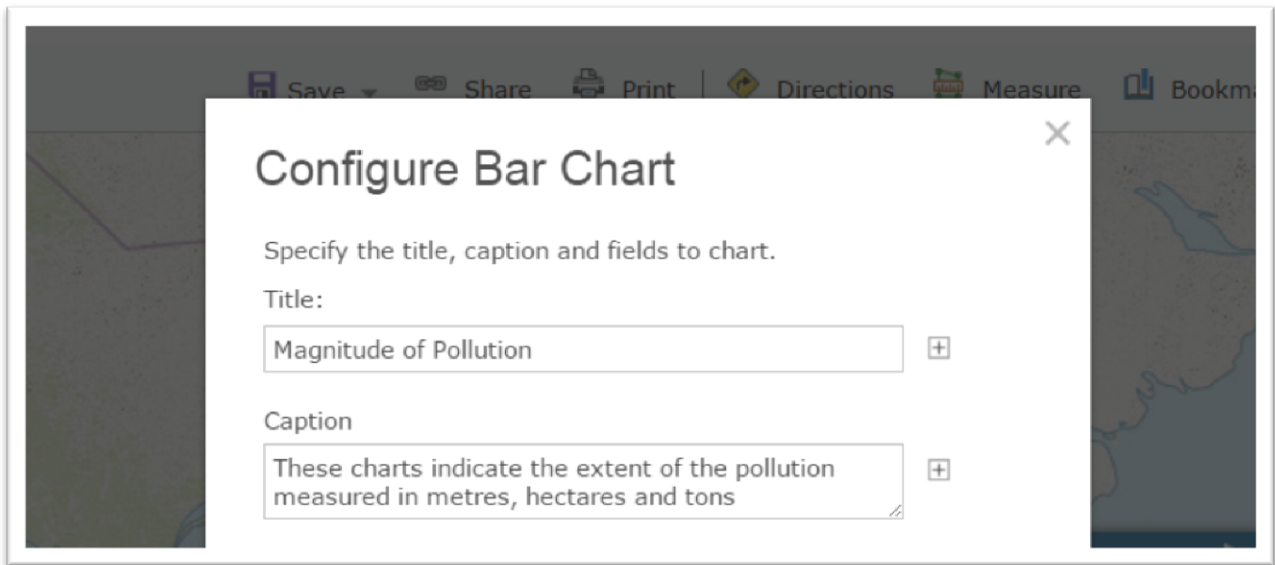 Save Share Print Directions Measure
Configure Bar Chart
Specify the title, caption and fields to chart.
Title:
Magnitude of Pollution
Caption
These charts indicate the extent of the pollution
measured in metres, hectares and tons